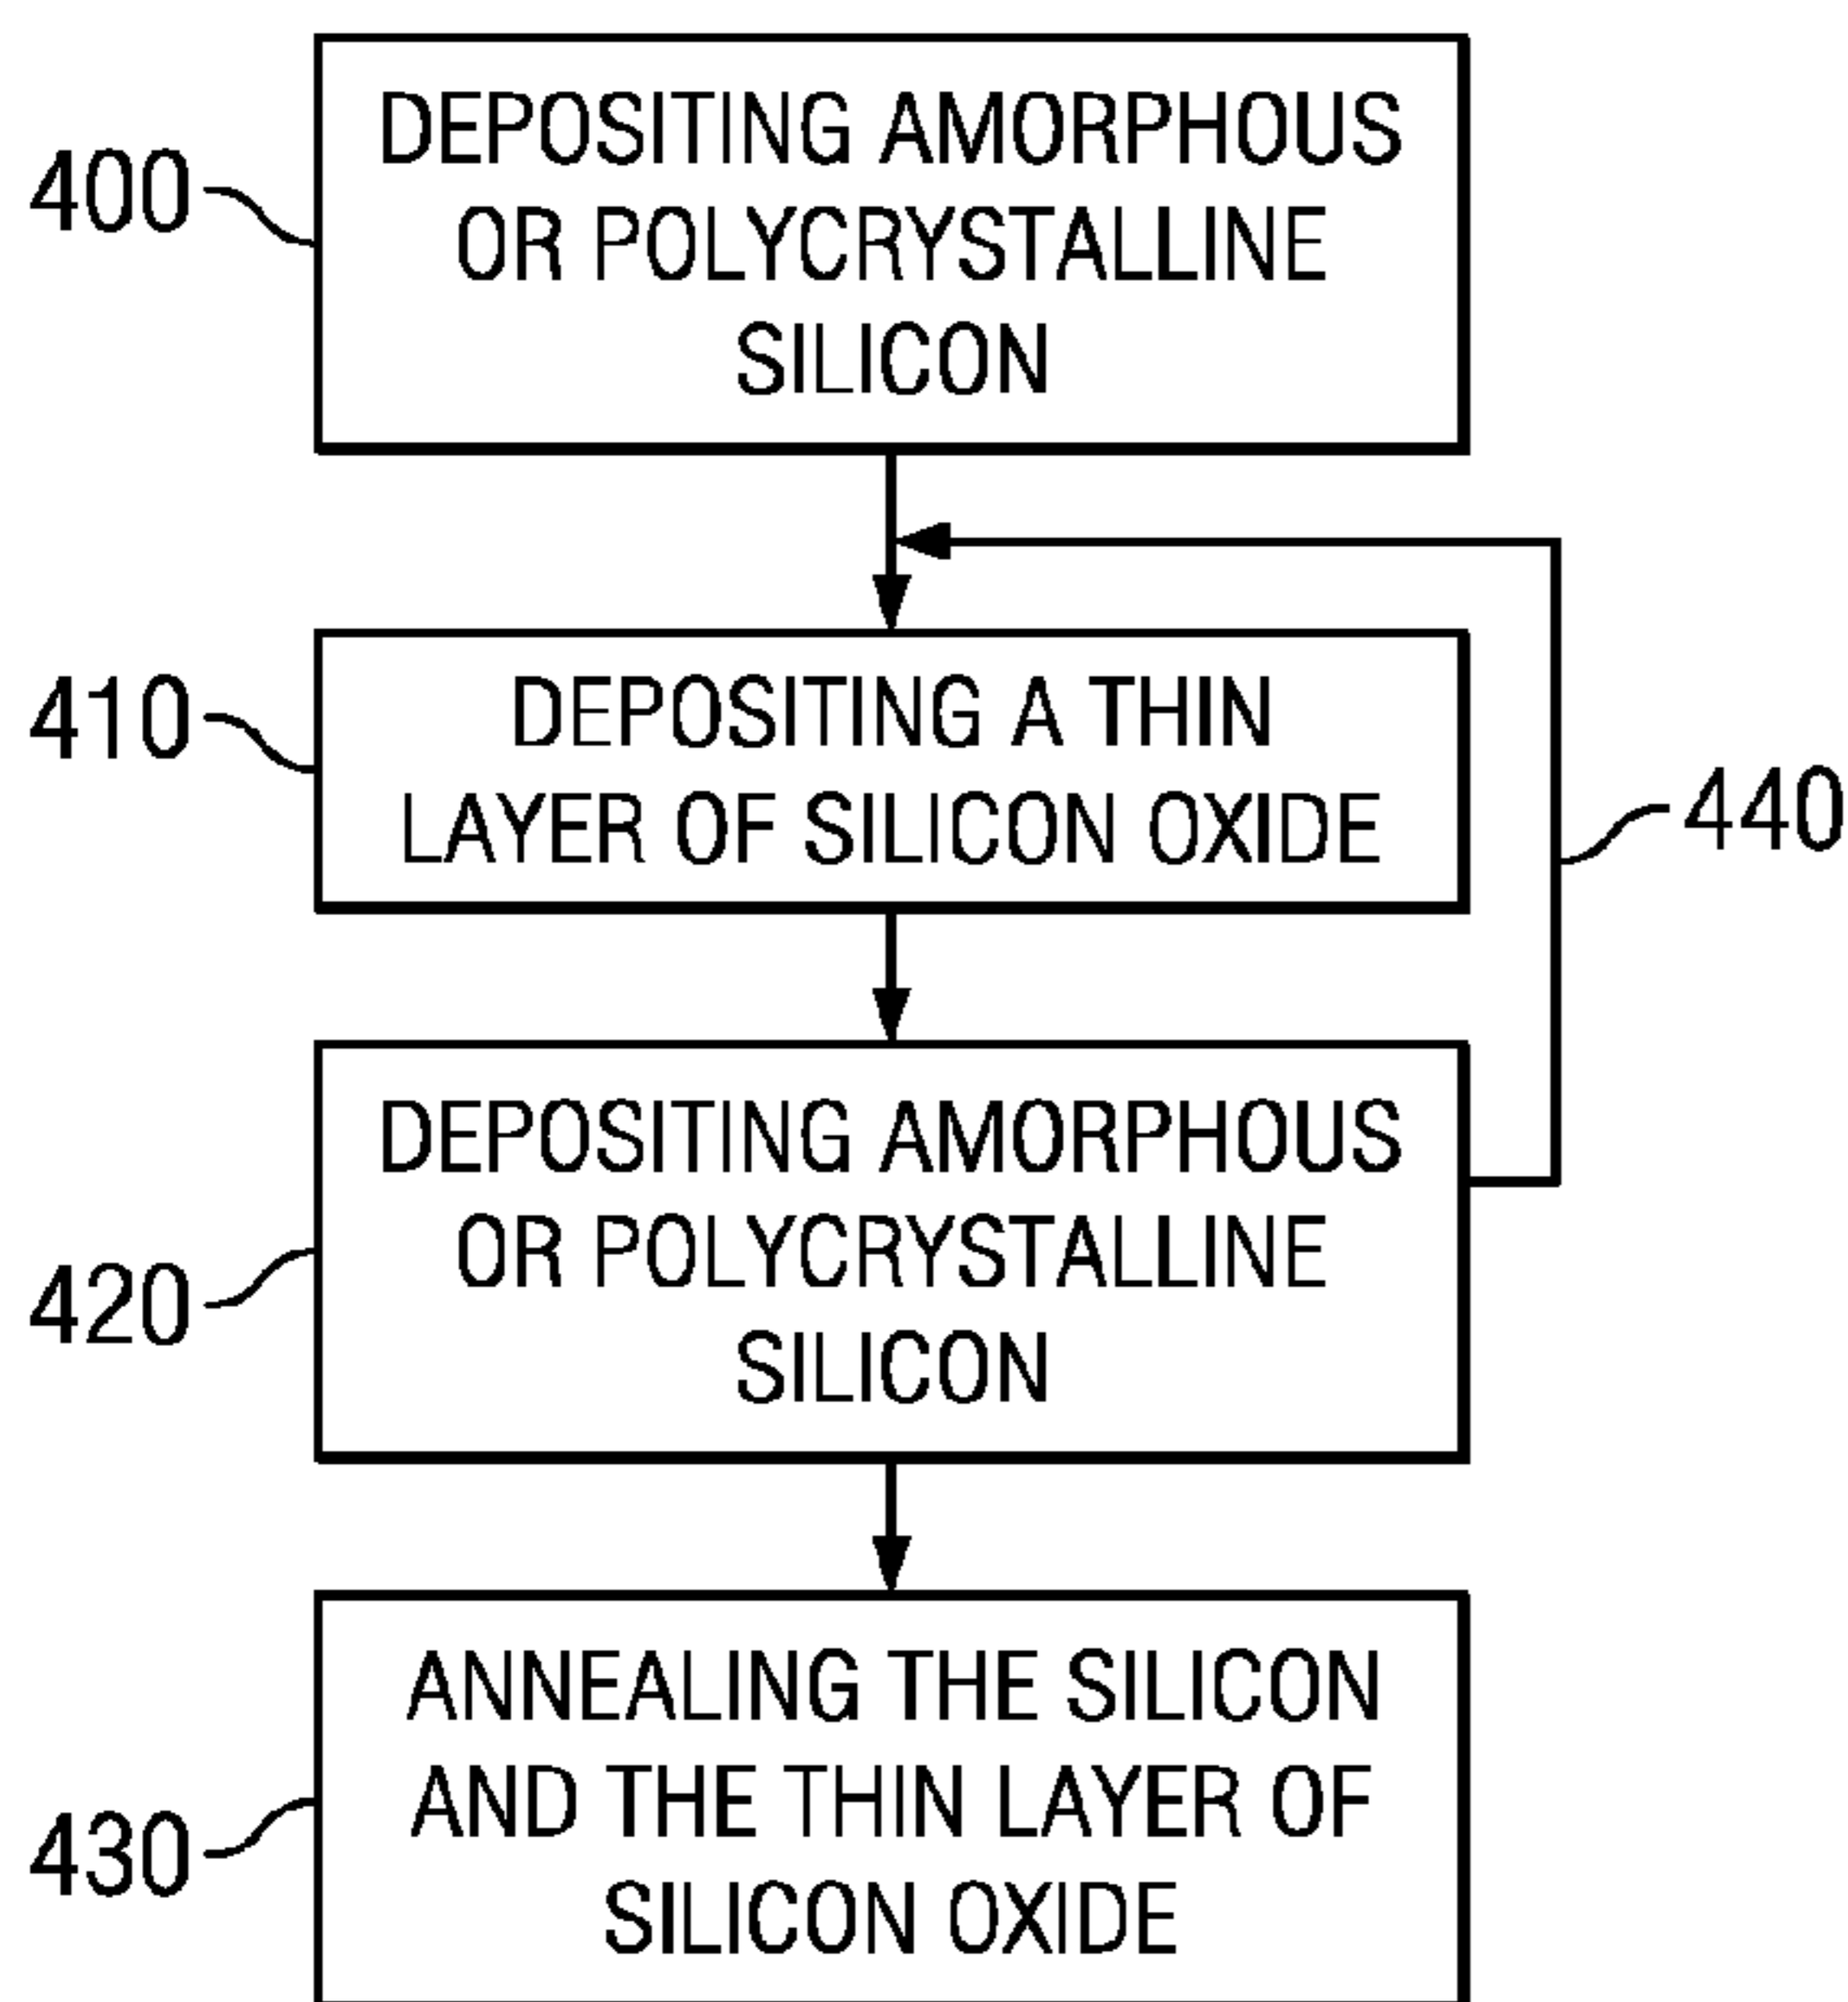 400
DEPOSITING AMORPHOUS
OR POLYCRYSTALLINE
SILICON
410
DEPOSITING A THIN
LAYER OF SILICON OXIDE
440
420
DEPOSITING AMORPHOUS
OR POLYCRYSTALLINE
SILICON
430
ANNEALING THE SILICON
AND THE THIN LAYER OF
SILICON OXIDE